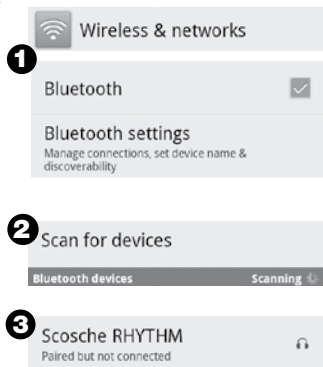 Wireless & networks
1
Bluetooth
Bluetooth settings
Manage connections, set device name &
discoverability
2
Scan for devices
Bluetooth devices Scanning
3
Scosche RHYTHM
Paired but not connected